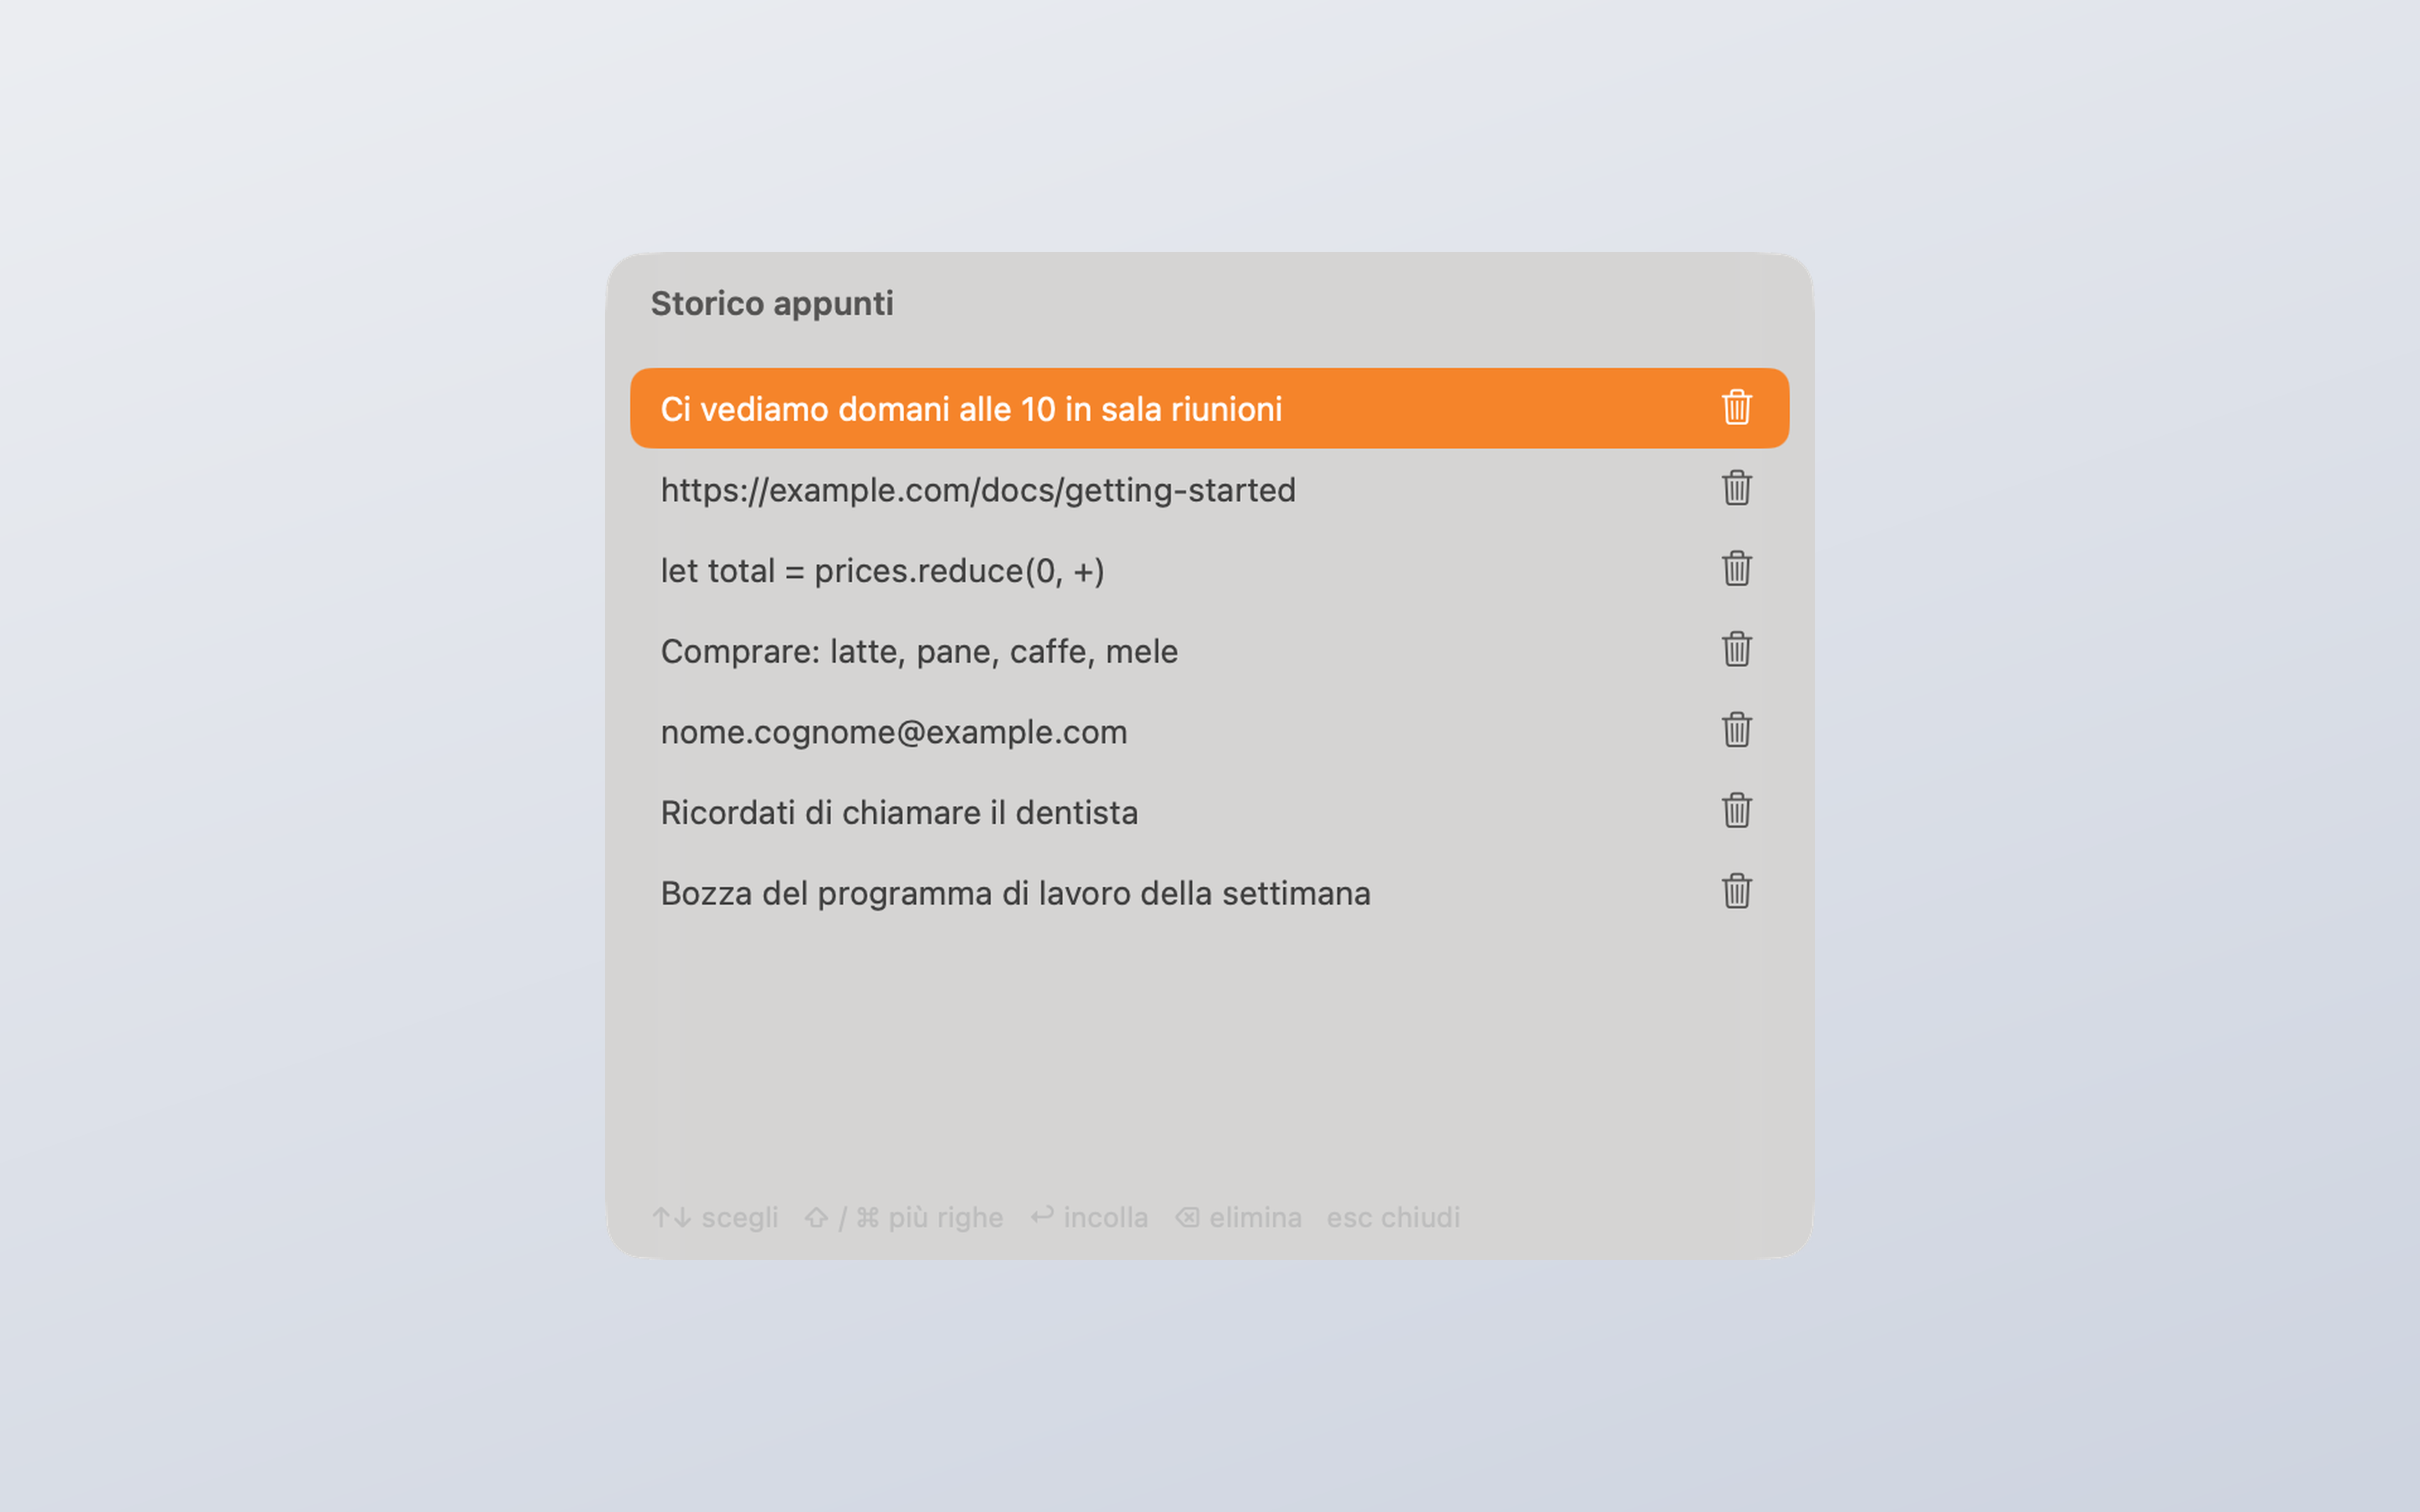 Storico appunti
Ci vediamo domani alle 10 in sala riunioni
https://example.com/docs/getting-started
let total = prices.reduce(0, +)
Comprare: latte, pane, caffe, mele
nome.cognome@example.com
Ricordati di chiamare il dentista
Bozza del programma di lavoro della settimana
↑↓ scegli ⇧ / ⌘ più righe ↩ incolla ⌫ elimina esc chiudi